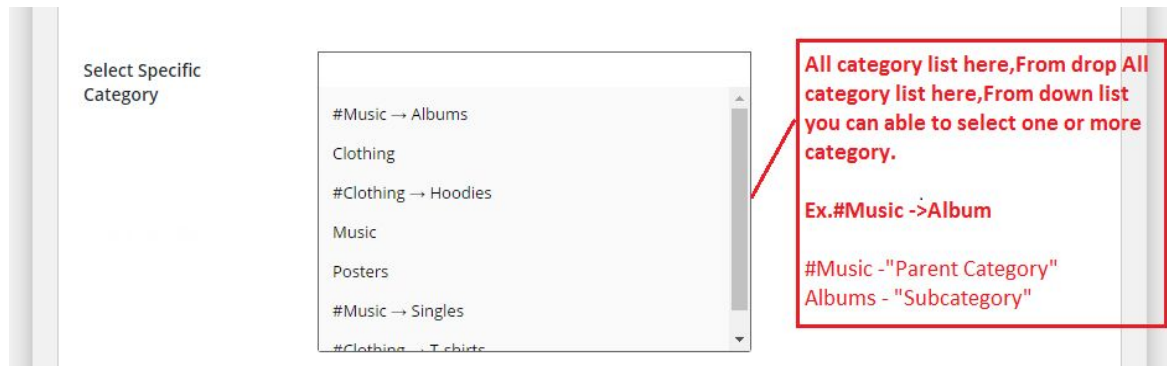 Select Specific
Category
#Music → Albums
Clothing
#Clothing → Hoodies
Music
Posters
#Music → Singles
#Clothing → T-shirts
All category list here,From drop All
category list here,From down list
you can able to select one or more
category.
Ex.#Music ->Album
#Music -"Parent Category"
Albums - "Subcategory"